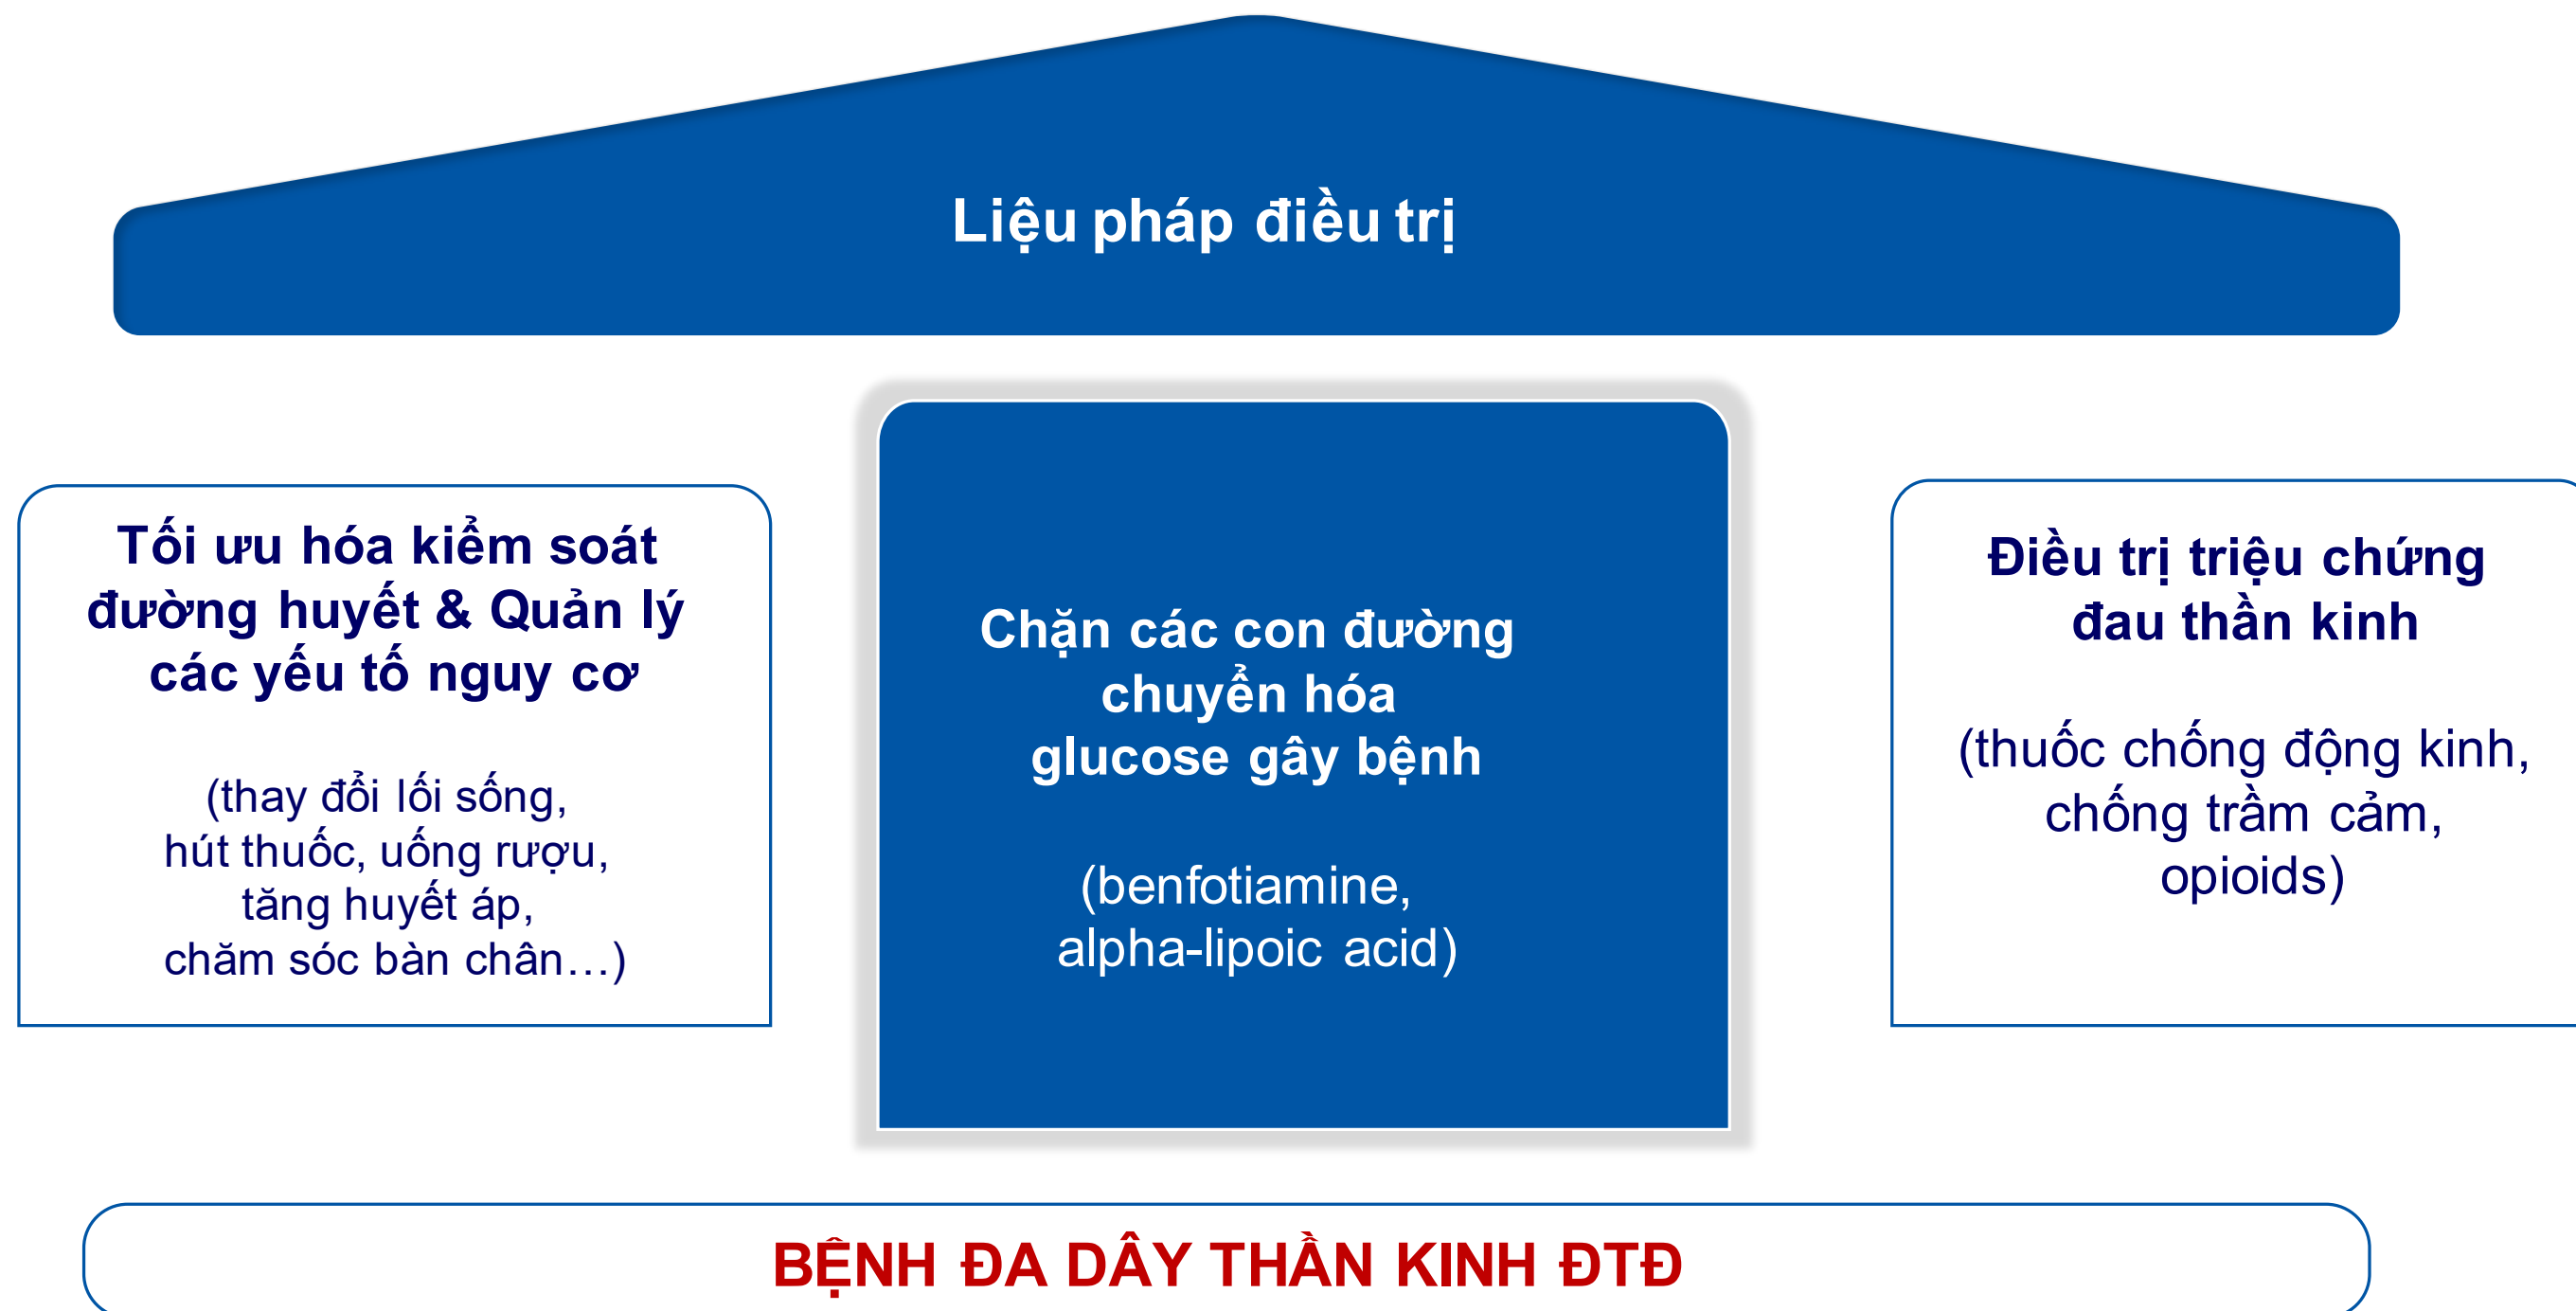 Liệu pháp điều trị
Tối ưu hóa kiểm soát
đường huyết & Quản lý
các yếu tố nguy cơ
(thay đổi lối sống,
hút thuốc, uống rượu,
tăng huyết áp,
chăm sóc bàn chân…)
Chặn các con đường
chuyển hóa
glucose gây bệnh
(benfotiamine,
alpha-lipoic acid)
Điều trị triệu chứng
đau thần kinh
(thuốc chống động kinh,
chống trầm cảm,
opioids)
BỆNH ĐA DÂY THẦN KINH ĐTĐ